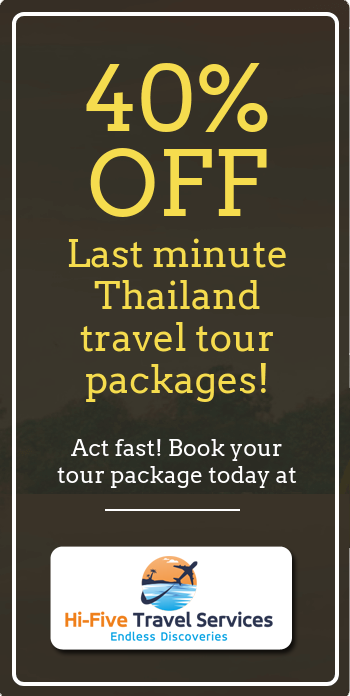 40%
OFF
Last minute
Thailand
travel tour
packages!
Act fast! Book your
tour package today at
Hi-Five Travel Services
Endless Discoveries